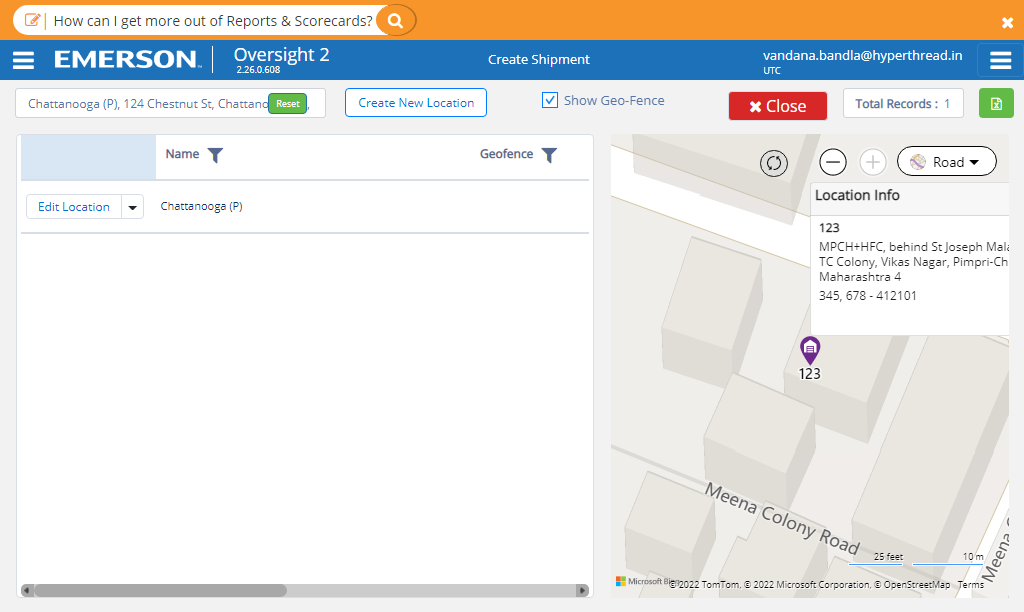 How can I get more out of Reports & Scorecards?
EMERSON
Oversight 2
2.26.0.608
Create Shipment
vandana.bandla@hyperthread.in
UTC
Chattanooga (P), 124 Chestnut St, Chattano
Reset
Create New Location
Show Geo-Fence
Close
Total Records : 1
Name
Geofence
Edit Location
Chattanooga (P)
Road
Location Info
123
MPCH+HFC, behind St Joseph Mala
TC Colony, Vikas Nagar, Pimpri-Ch
Maharashtra 4
345, 678 - 412101
123
Meena Colony Road
Meena C
25 feet
10 m
Microsoft Bing
© 2022 TomTom, © 2022 Microsoft Corporation, © OpenStreetMap Terms